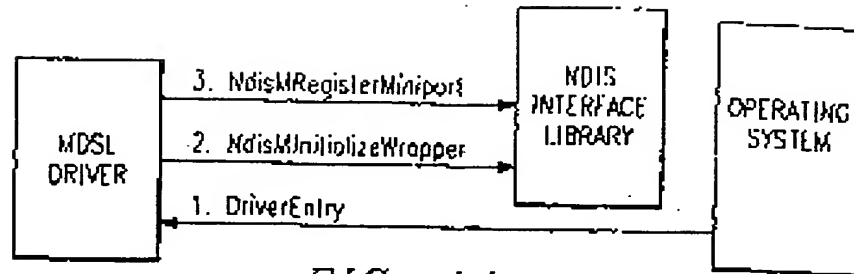 3. NdisMRegisterMiniport
2. NdisMInitializeWrapper
1. DriverEntry
MDSL
DRIVER
NDIS
INTERFACE
LIBRARY
OPERATING
SYSTEM